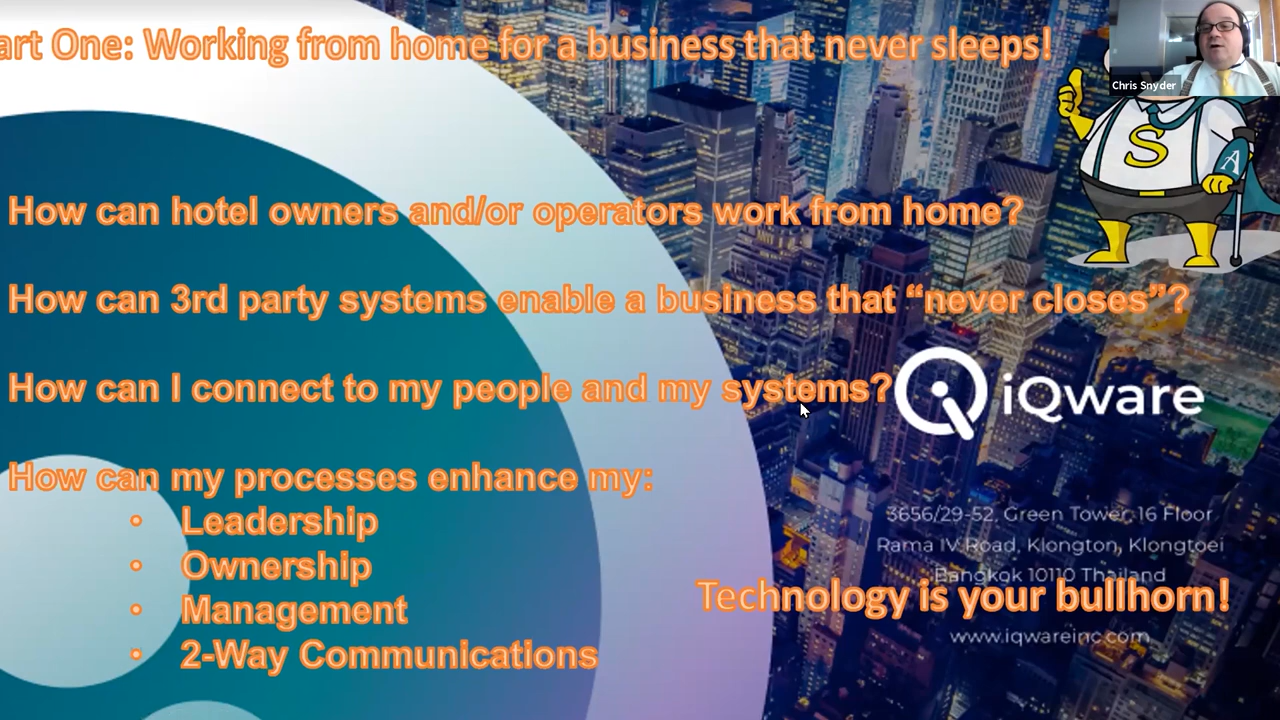 art One: Working from home for a business that never sleeps!
Chris Snyder
S
A
How can hotel owners and/or operators work from home?
How can 3rd party systems enable a business that “never closes”?
How can I connect to my people and my systems?
iQware
How can my processes enhance my:
• Leadership
• Ownership
• Management
• 2-Way Communications
3656/29-52, Green Tower, 16 Floor
Rama IV Road, Klongton, Klongtoei
Bangkok 10110 Thailand
Technology is your bullhorn!
www.iqwareinc.com